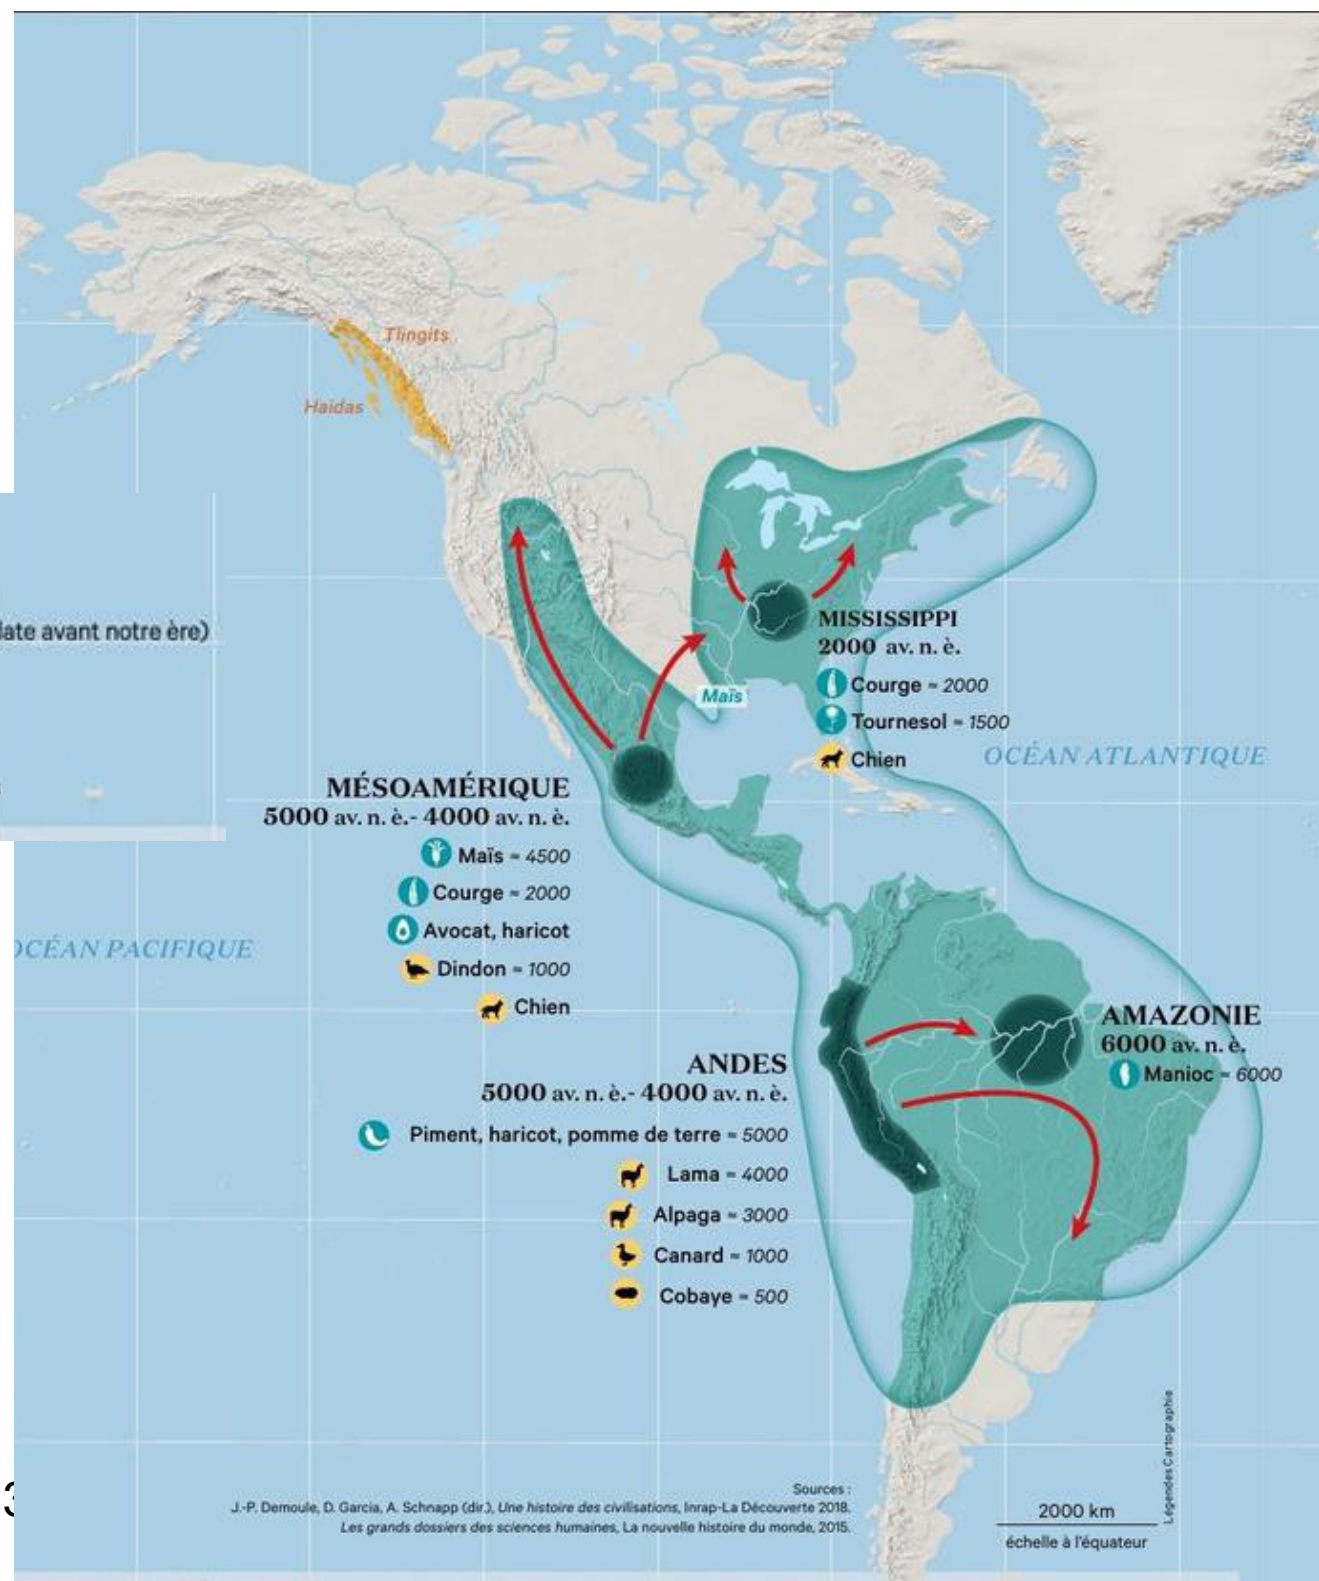 Tlingits
Haidas
late avant notre ère)
MISSISSIPPI
2000 av. n. è.
Courge ≈ 2000
Tournesol ≈ 1500
Chien
Maïs
OCÉAN ATLANTIQUE
MÉSOAMÉRIQUE
5000 av. n. è.- 4000 av. n. è.
Maïs ≈ 4500
Courge ≈ 2000
Avocat, haricot
Dindon ≈ 1000
Chien
OCÉAN PACIFIQUE
AMAZONIE
6000 av. n. è.
Manioc ≈ 6000
ANDES
5000 av. n. è.- 4000 av. n. è.
Piment, haricot, pomme de terre ≈ 5000
Lama ≈ 4000
Alpaga ≈ 3000
Canard ≈ 1000
Cobaye ≈ 500
Légendes Cartographie
Sources :
J.-P. Demoule, D. Garcia, A. Schnapp (dir.), Une histoire des civilisations, Inrap-La Découverte 2018.
Les grands dossiers des sciences humaines, La nouvelle histoire du monde, 2015.
2000 km
échelle à l'équateur
3